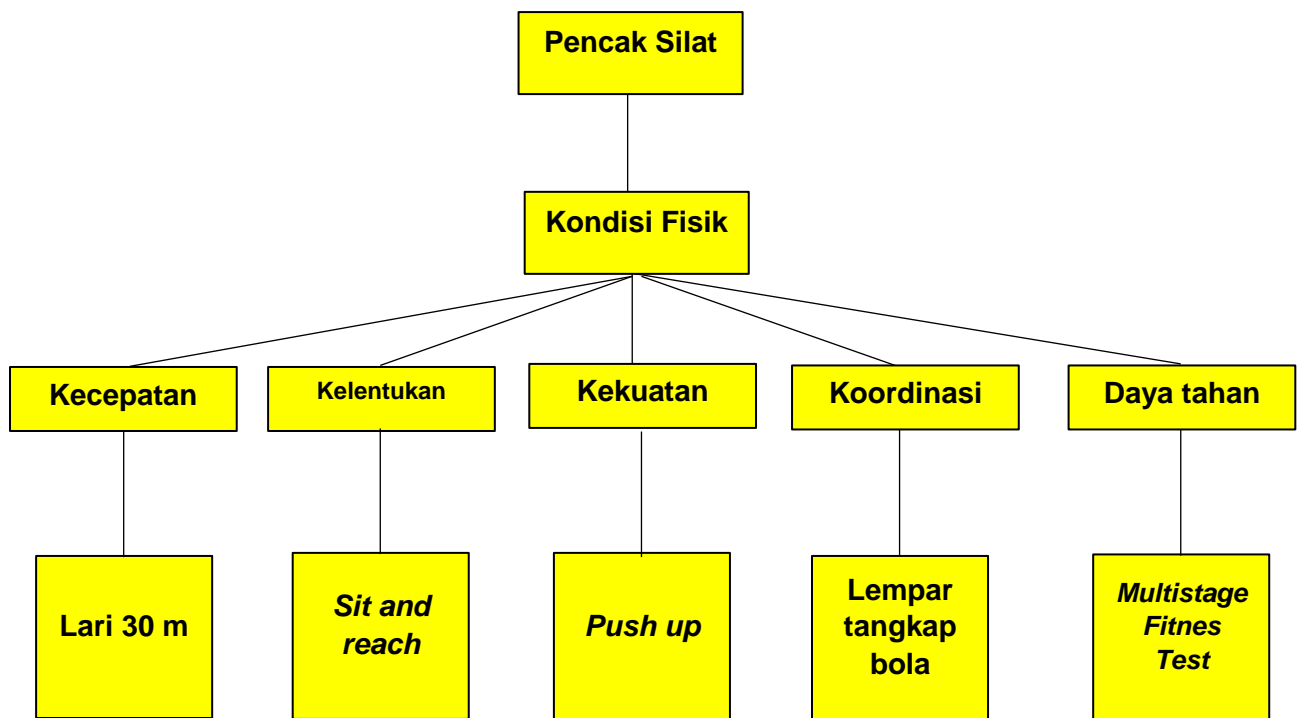 Pencak Silat
Kondisi Fisik
Kecepatan
Kelentukan
Kekuatan
Koordinasi
Daya tahan
Lari 30 m
Sit and
reach
Push up
Lempar
tangkap
bola
Multistage
Fitnes
Test